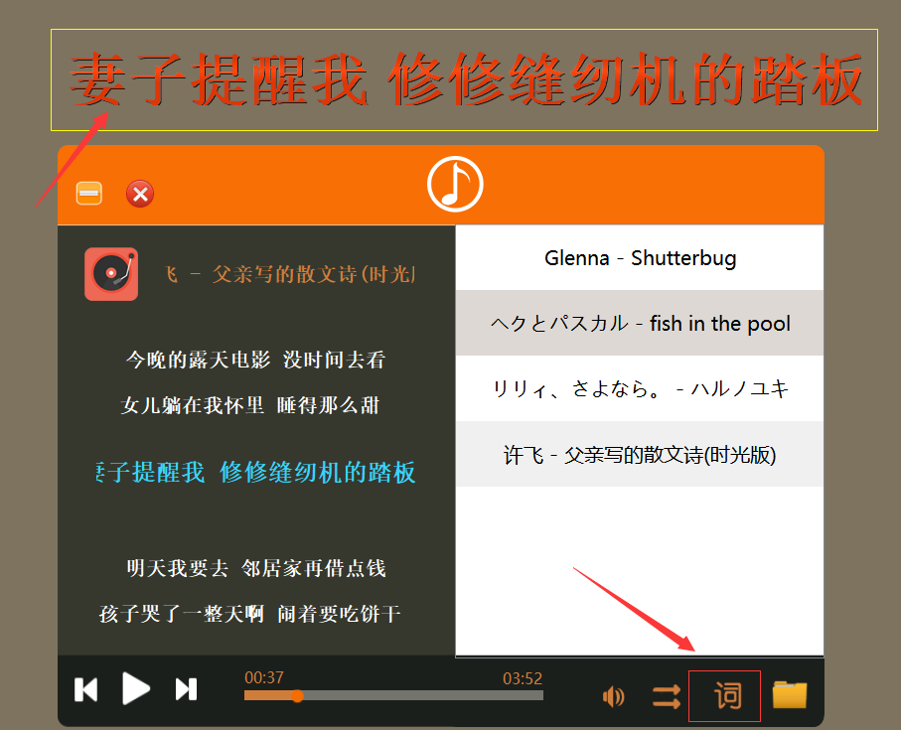 妻子提醒我 修修缝纫机的踏板
飞 - 父亲写的散文诗(时光
今晚的露天电影 没时间去看
女儿躺在我怀里 睡得那么甜
妻子提醒我 修修缝纫机的踏板
明天我要去 邻居家再借点钱
孩子哭了一整天啊 闹着要吃饼干
Glenna - Shutterbug
ヘクとパスカル - fish in the pool
リリィ、さよなら。 - ハルノユキ
许飞 - 父亲写的散文诗(时光版)
00:37
03:52
词